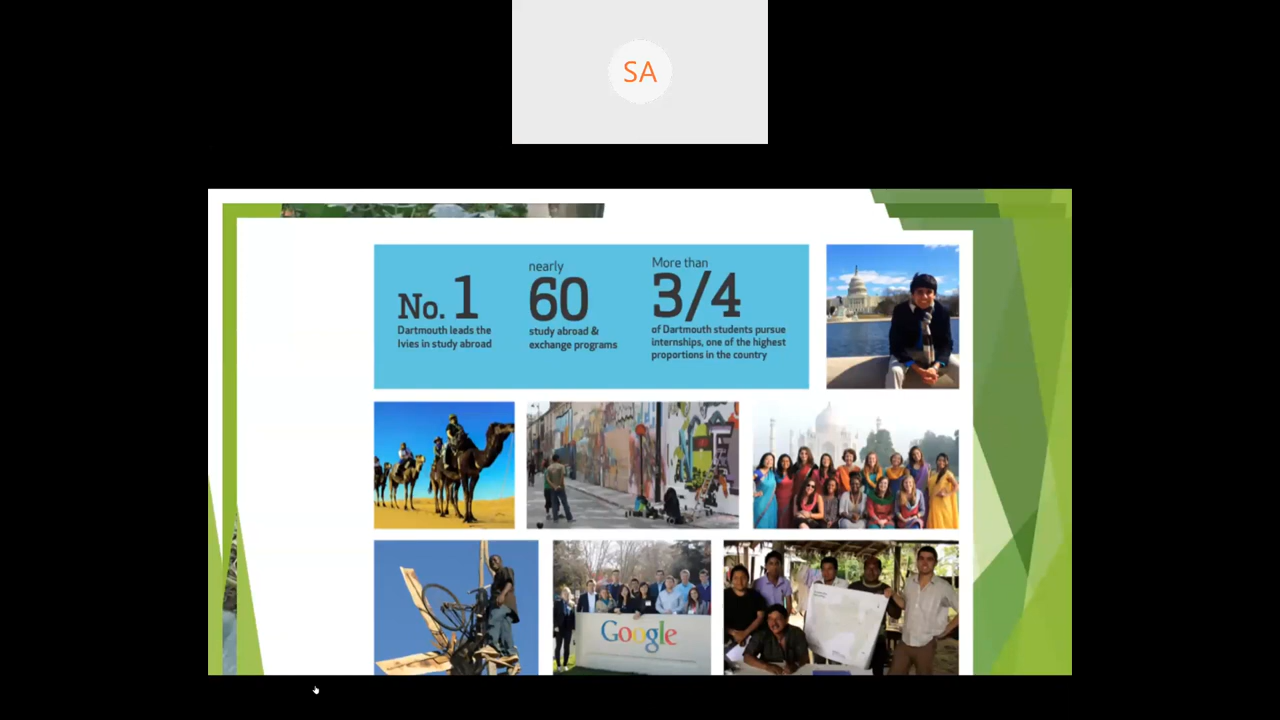 SA
No. 1
Dartmouth leads the
Ivies in study abroad
nearly
60
study abroad &
exchange programs
More than
3/4
of Dartmouth students pursue
internships, one of the highest
proportions in the country
Google